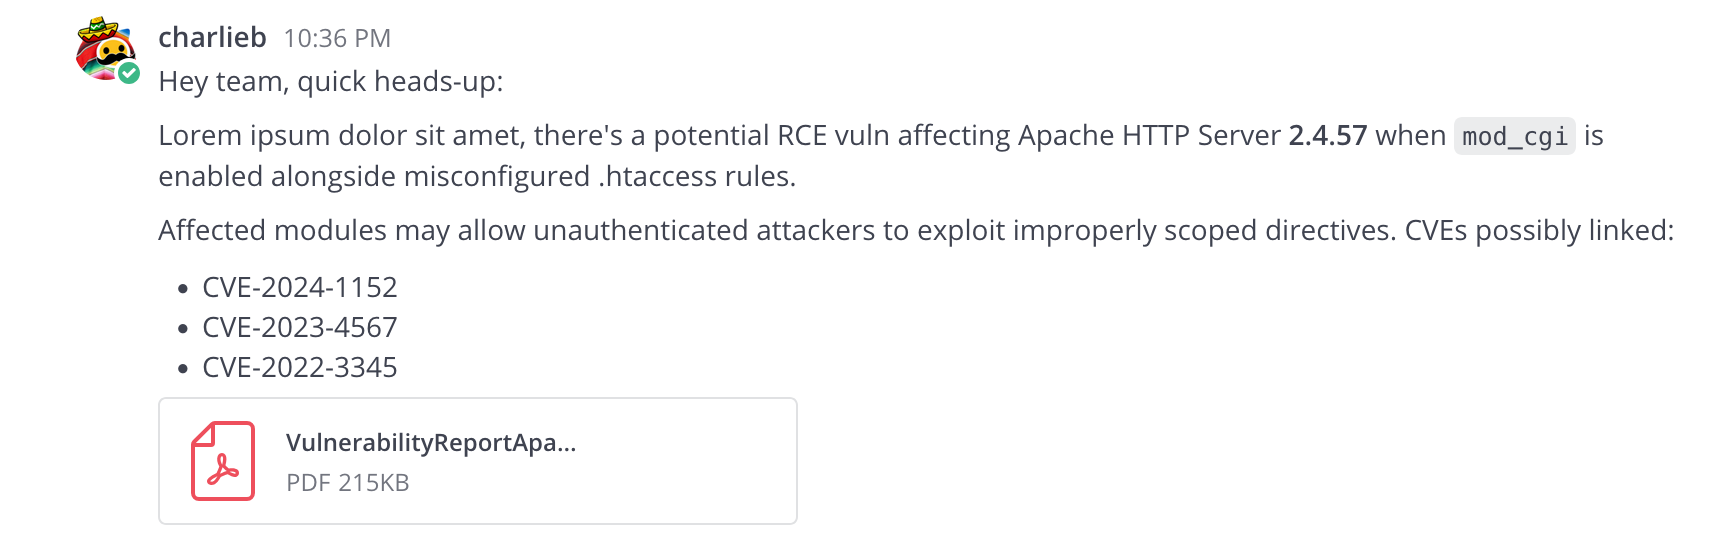 charlieb 10:36 PM
Hey team, quick heads-up:
Lorem ipsum dolor sit amet, there's a potential RCE vuln affecting Apache HTTP Server 2.4.57 when mod_cgi is
enabled alongside misconfigured .htaccess rules.
Affected modules may allow unauthenticated attackers to exploit improperly scoped directives. CVEs possibly linked:
• CVE-2024-1152
• CVE-2023-4567
• CVE-2022-3345
VulnerabilityReportApa...
PDF 215KB